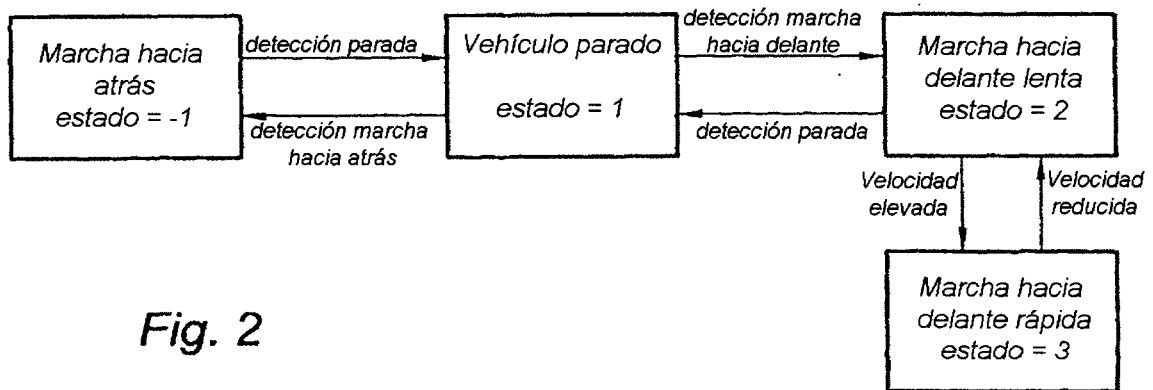 Marcha hacia
atrás
estado = -1
detección parada
detección marcha
hacia atrás
Vehículo parado
estado = 1
detección marcha
hacia delante
detección parada
Marcha hacia
delante lenta
estado = 2
Velocidad
elevada
Velocidad
reducida
Marcha hacia
delante rápida
estado = 3
Fig. 2